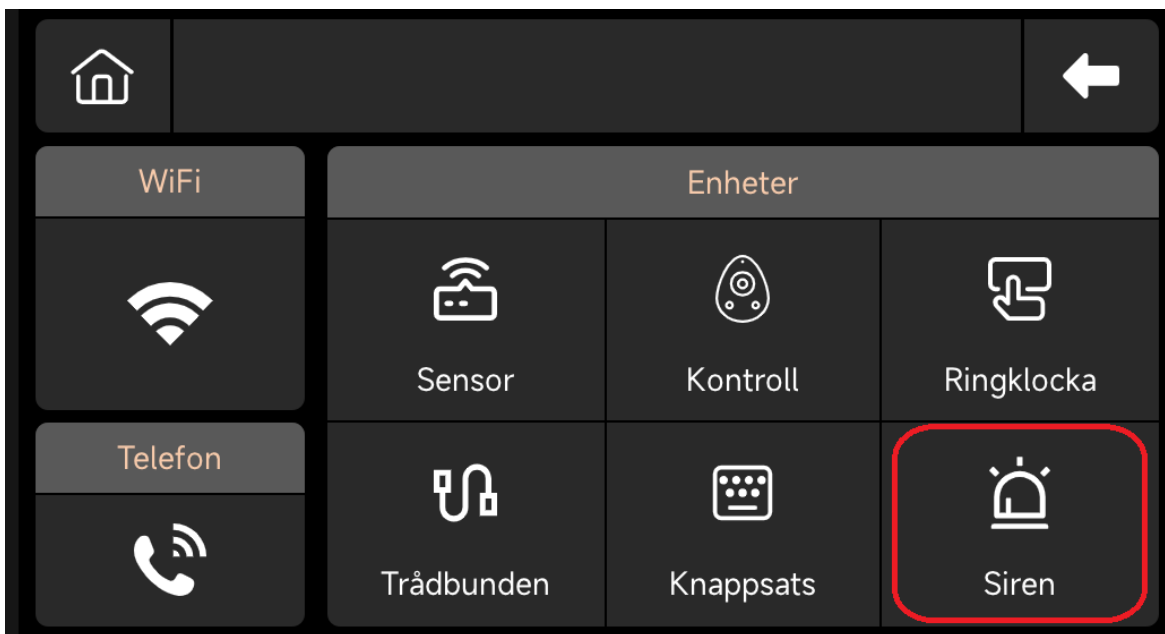 WiFi
Enheter
Sensor
Kontroll
Ringklocka
Telefon
Trådbunden
Knappsats
Siren